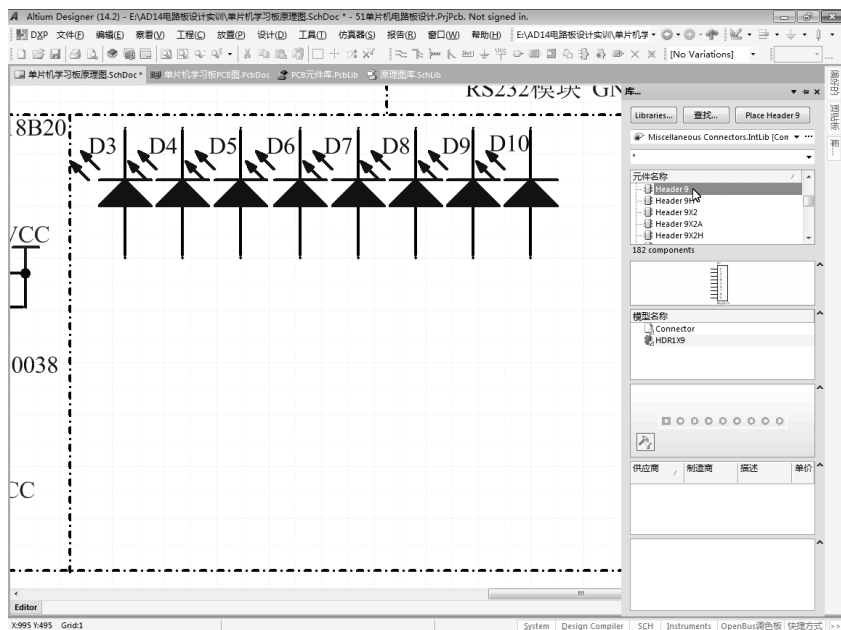 Altium Designer (14.2) - E:\AD14电路板设计实训\单片机学习板原理图.SchDoc * - 51单片机电路板设计.PrjPcb. Not signed in.
DXP 文件(F) 编辑(E) 察看(V) 工程(C) 放置(P) 设计(D) 工具(T) 仿真器(S) 报告(R) 窗口(W) 帮助(H) E:\AD14电路板设计实训\单片机学
[No Variations]
单片机学习板原理图.SchDoc * 单片机学习板PCB图.PcbDoc PCB元件库.PcbLib 原理图库.SchLib
RS232模块 GN
18B20
D3 D4 D5 D6 D7 D8 D9 D10
VCC
0038
CC
库...
Libraries... 查找... Place Header 9
Miscellaneous Connectors.IntLib [Con
*
元件名称
Header 9
Header 9H
Header 9X2
Header 9X2A
Header 9X2H
182 components
模型名称
Connector
HDR1X9
供应商 制造商 描述 单价
Editor
X:995 Y:495 Grid:1
System Design Compiler SCH Instruments OpenBus调色板 快捷方式 >>